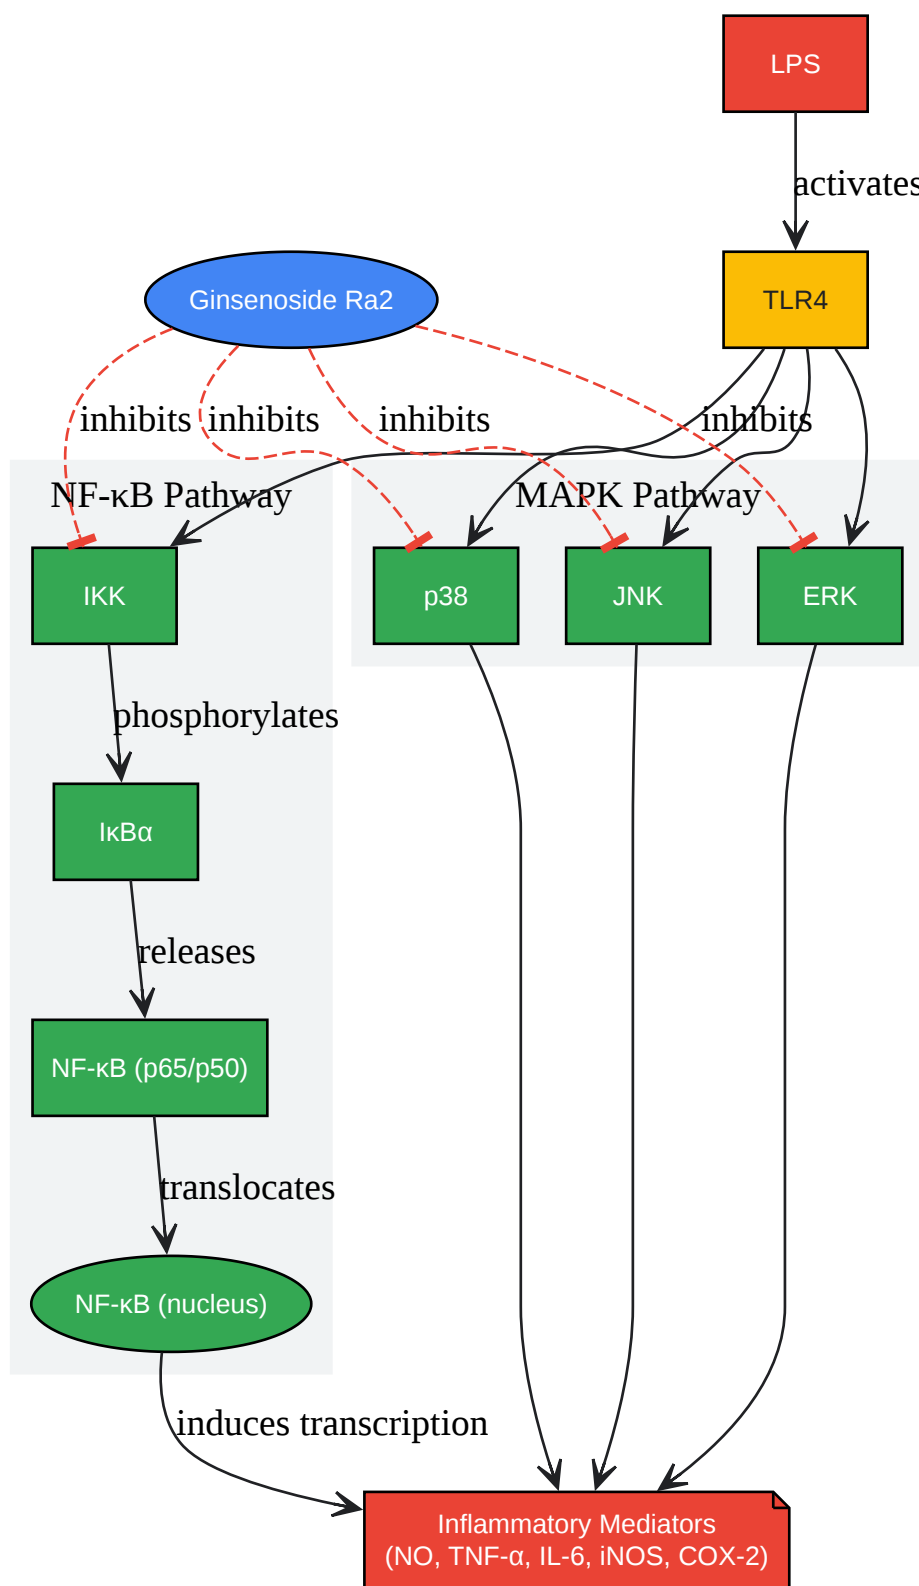 LPS
activates
Ginsenoside Ra2
TLR4
inhibits
inhibits
inhibits
inhibits
NF-κB Pathway
MAPK Pathway
IKK
p38
JNK
ERK
phosphorylates
IκBα
releases
NF-κB (p65/p50)
translocates
NF-κB (nucleus)
induces transcription
Inflammatory Mediators
(NO, TNF-α, IL-6, iNOS, COX-2)